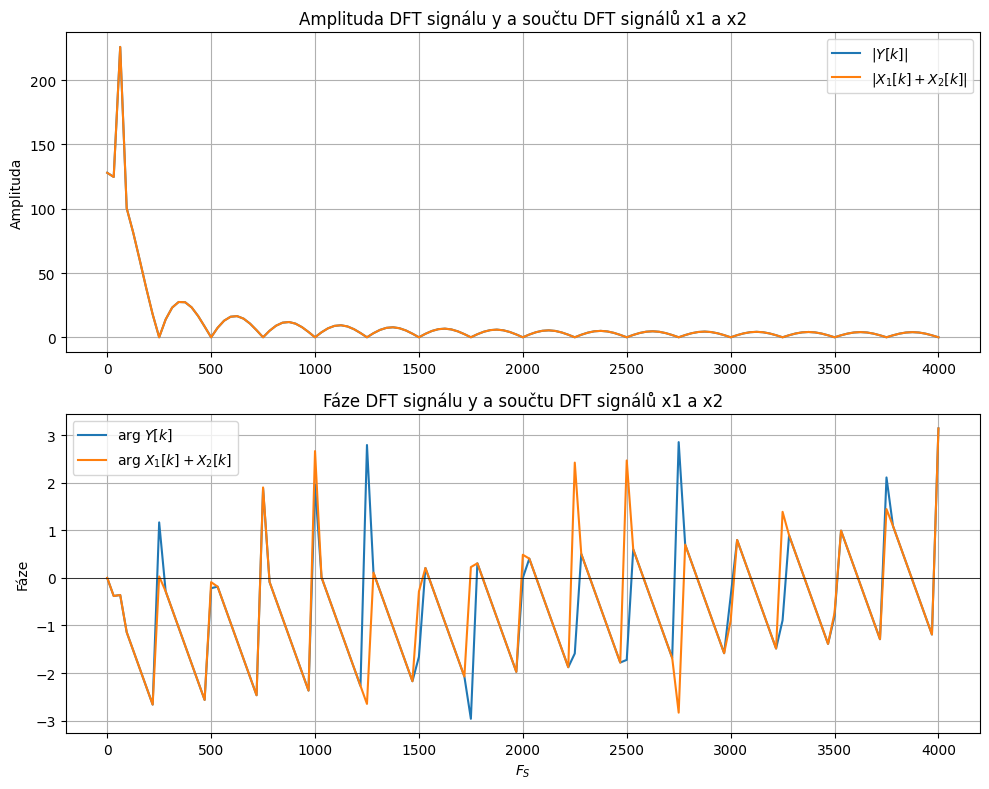 Amplituda DFT signálu y a součtu DFT signálů x1 a x2
Amplituda
200
150
100
50
0
|Y[k]|
|X₁[k] + X₂[k]|
0 500 1000 1500 2000 2500 3000 3500 4000
Fáze DFT signálu y a součtu DFT signálů x1 a x2
Fáze
3
2
1
0
−1
−2
−3
arg Y[k]
arg X₁[k] + X₂[k]
0 500 1000 1500 2000 2500 3000 3500 4000
F_S